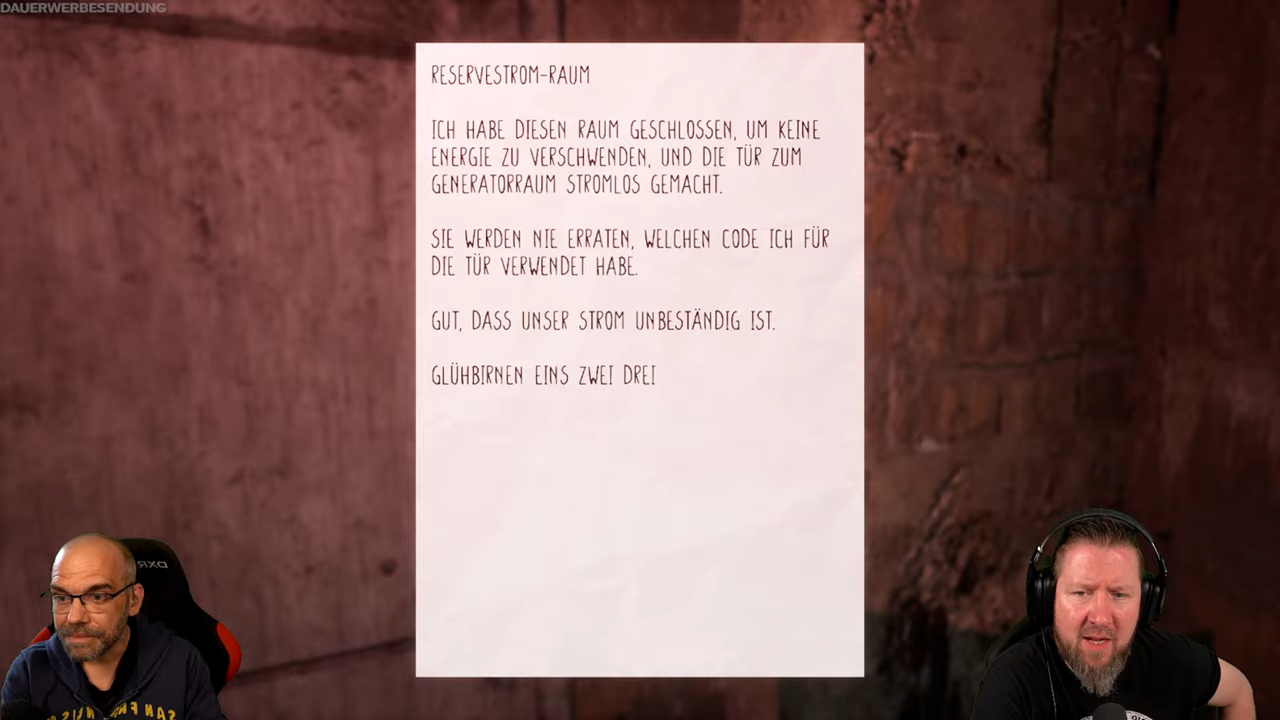 DAUERWERBESENDUNG
RESERVESTROM-RAUM
ICH HABE DIESEN RAUM GESCHLOSSEN, UM KEINE
ENERGIE ZU VERSCHWENDEN, UND DIE TÜR ZUM
GENERATORRAUM STROMLOS GEMACHT.
SIE WERDEN NIE ERRATEN, WELCHEN CODE ICH FÜR
DIE TÜR VERWENDET HABE.
GUT, DASS UNSER STROM UNBESTÄNDIG IST.
GLÜHBIRNEN EINS ZWEI DREI
DXR